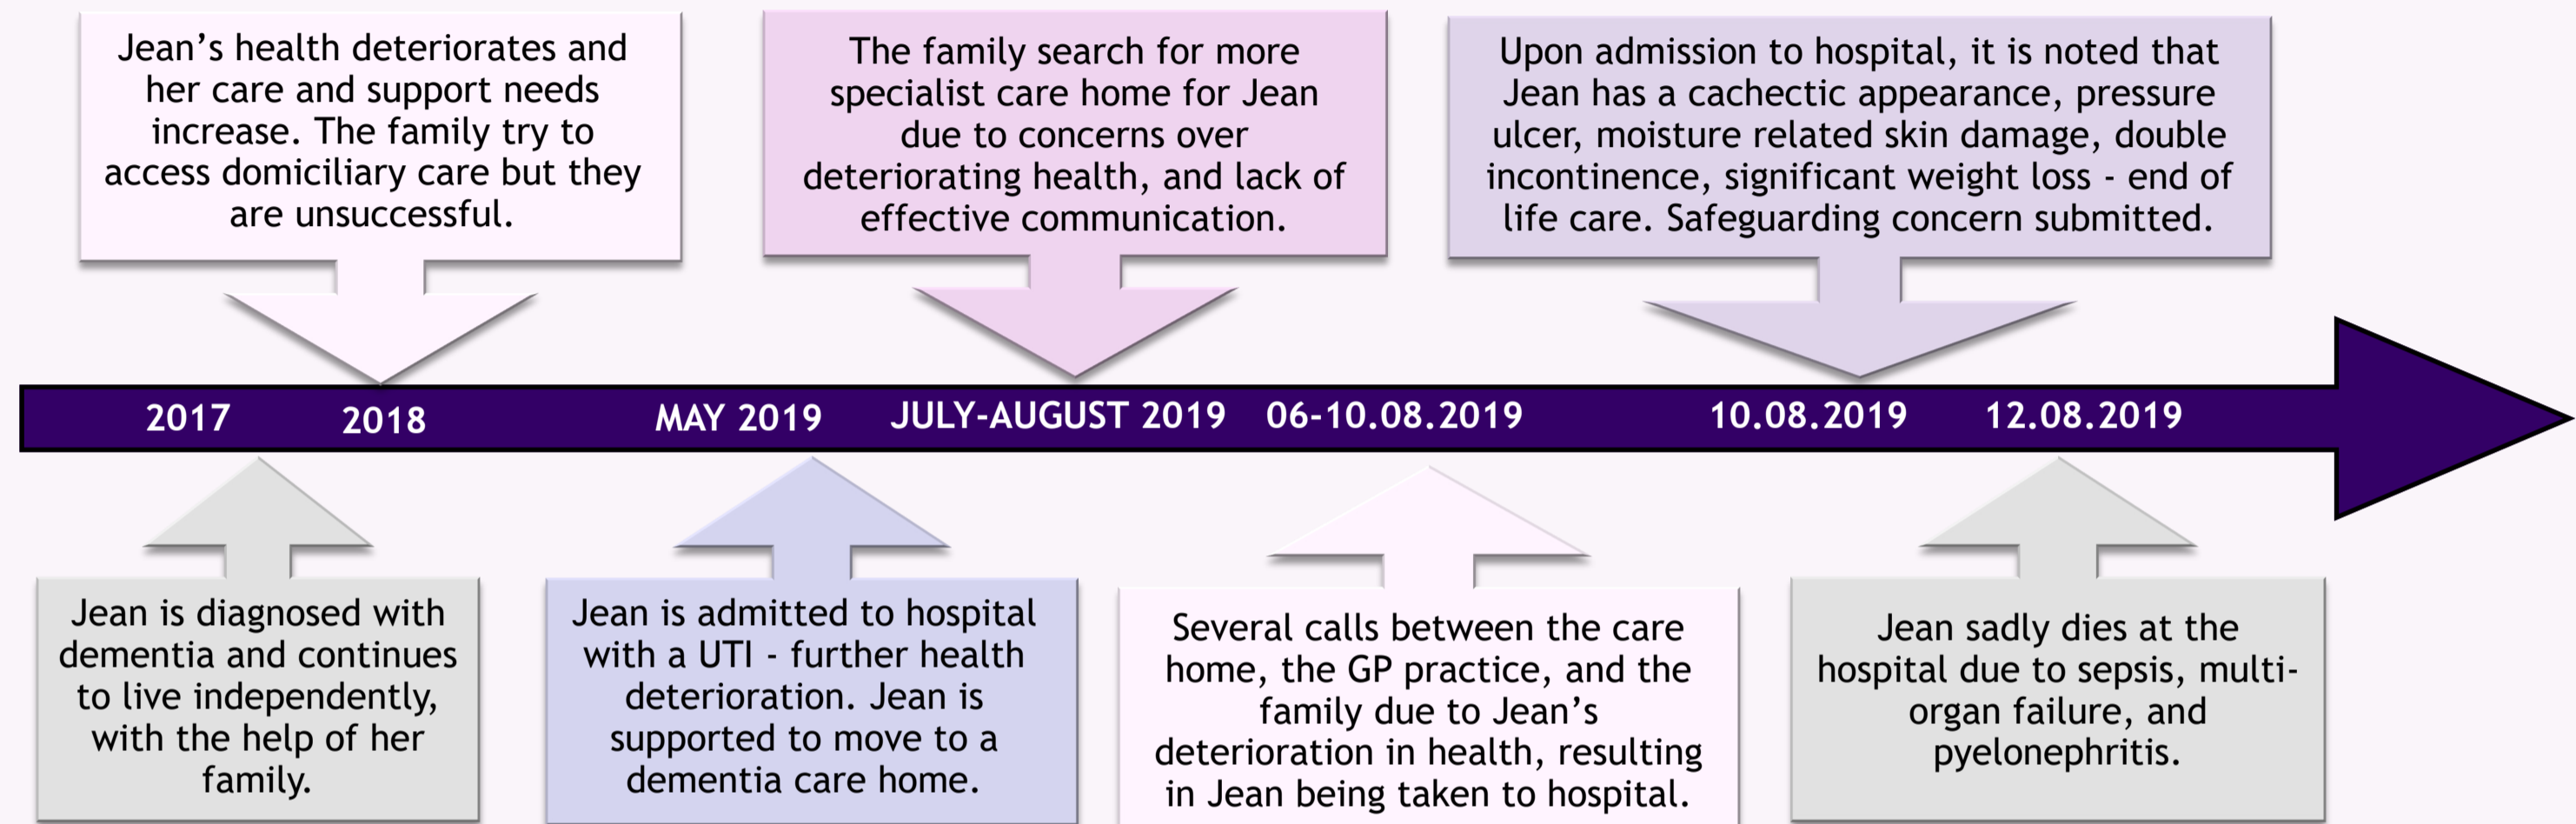 Jean’s health deteriorates and
her care and support needs
increase. The family try to
access domiciliary care but they
are unsuccessful.
The family search for more
specialist care home for Jean
due to concerns over
deteriorating health, and lack of
effective communication.
Upon admission to hospital, it is noted that
Jean has a cachectic appearance, pressure
ulcer, moisture related skin damage, double
incontinence, significant weight loss - end of
life care. Safeguarding concern submitted.
2017 2018 MAY 2019 JULY-AUGUST 2019 06-10.08.2019 10.08.2019 12.08.2019
Jean is diagnosed with
dementia and continues
to live independently,
with the help of her
family.
Jean is admitted to hospital
with a UTI - further health
deterioration. Jean is
supported to move to a
dementia care home.
Several calls between the care
home, the GP practice, and the
family due to Jean’s
deterioration in health, resulting
in Jean being taken to hospital.
Jean sadly dies at the
hospital due to sepsis, multi-
organ failure, and
pyelonephritis.